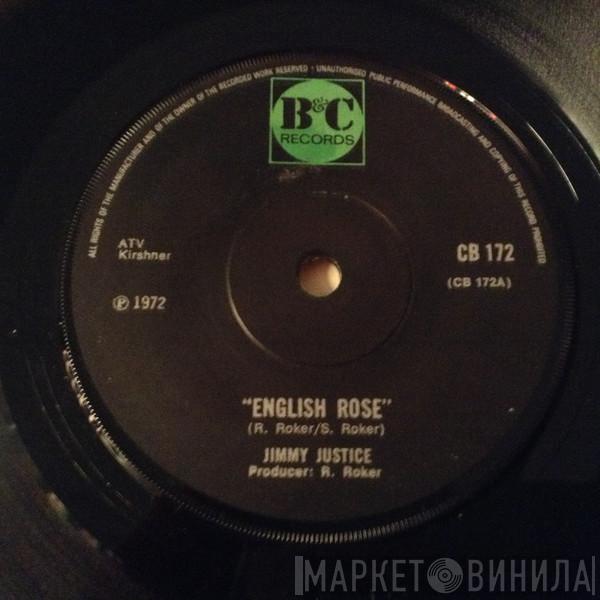 ALL RIGHTS OF THE MANUFACTURER AND OF THE OWNER OF THE RECORDED WORK RESERVED · UNAUTHORISED PUBLIC PERFORMANCE BROADCASTING AND COPYING OF THIS RECORD PROHIBITED
B&C
RECORDS
ATV
Kirshner
CB 172
(CB 172A)
℗ 1972
"ENGLISH ROSE"
(R. Roker/S. Roker)
JIMMY JUSTICE
Producer: R. Roker
МАРКЕТ ВИНИЛА